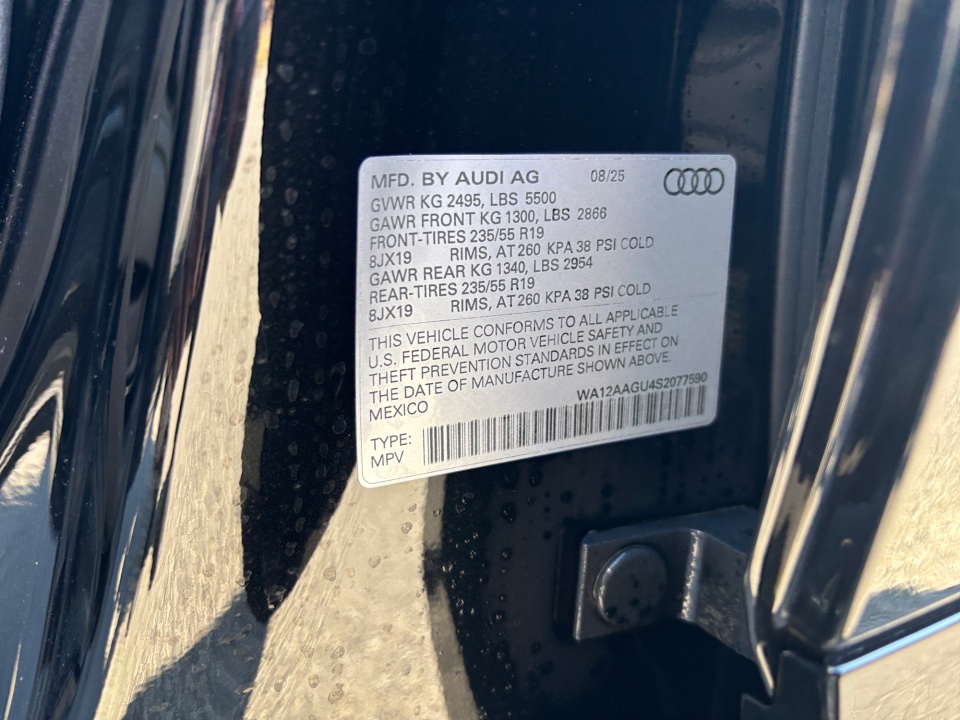 MFD. BY AUDI AG 08/25
GVWR KG 2495, LBS 5500
GAWR FRONT KG 1300, LBS 2866
FRONT-TIRES 235/55 R19
8JX19 RIMS, AT 260 KPA 38 PSI COLD
GAWR REAR KG 1340, LBS 2954
REAR-TIRES 235/55 R19
8JX19 RIMS, AT 260 KPA 38 PSI COLD
THIS VEHICLE CONFORMS TO ALL APPLICABLE
U.S. FEDERAL MOTOR VEHICLE SAFETY AND
THEFT PREVENTION STANDARDS IN EFFECT ON
THE DATE OF MANUFACTURE SHOWN ABOVE.
MEXICO WA12AAGU4S2077590
TYPE:
MPV